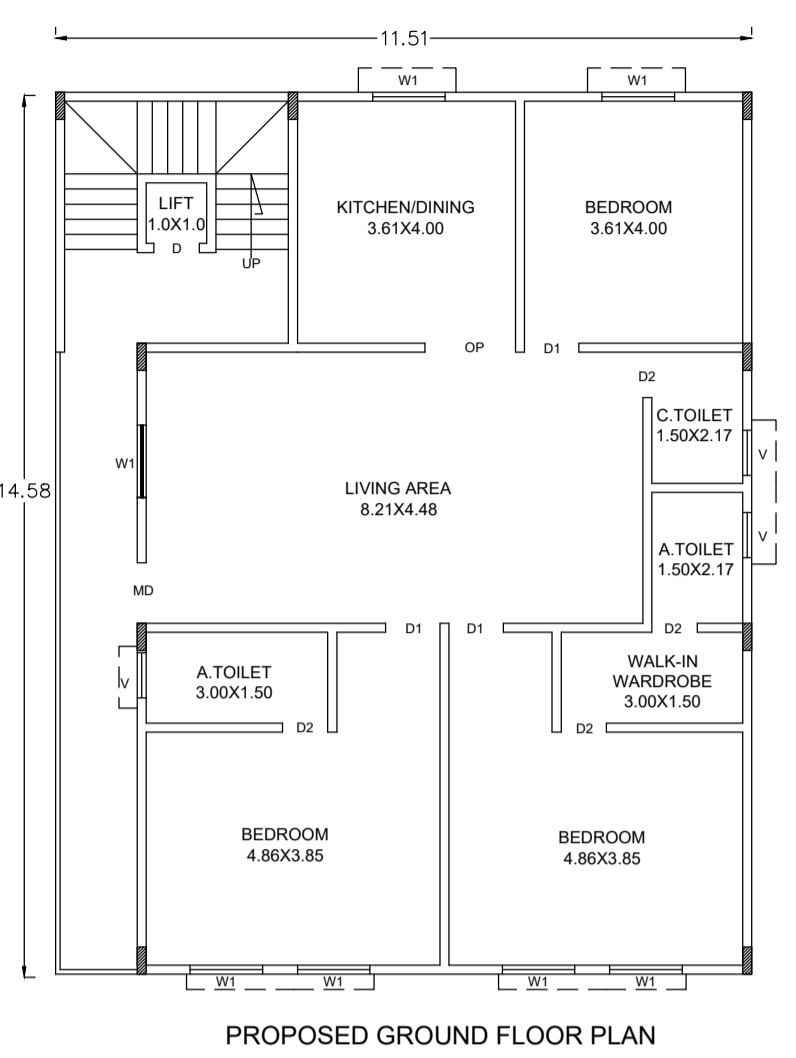 11.51
W1
W1
LIFT
1.0X1.0
D
UP
KITCHEN/DINING
3.61X4.00
BEDROOM
3.61X4.00
OP
D1
D2
C.TOILET
1.50X2.17
V
W1
14.58
LIVING AREA
8.21X4.48
A.TOILET
1.50X2.17
V
MD
D1
D1
D2
V
A.TOILET
3.00X1.50
WALK-IN
WARDROBE
3.00X1.50
D2
D2
BEDROOM
4.86X3.85
BEDROOM
4.86X3.85
W1
W1
W1
W1
PROPOSED GROUND FLOOR PLAN